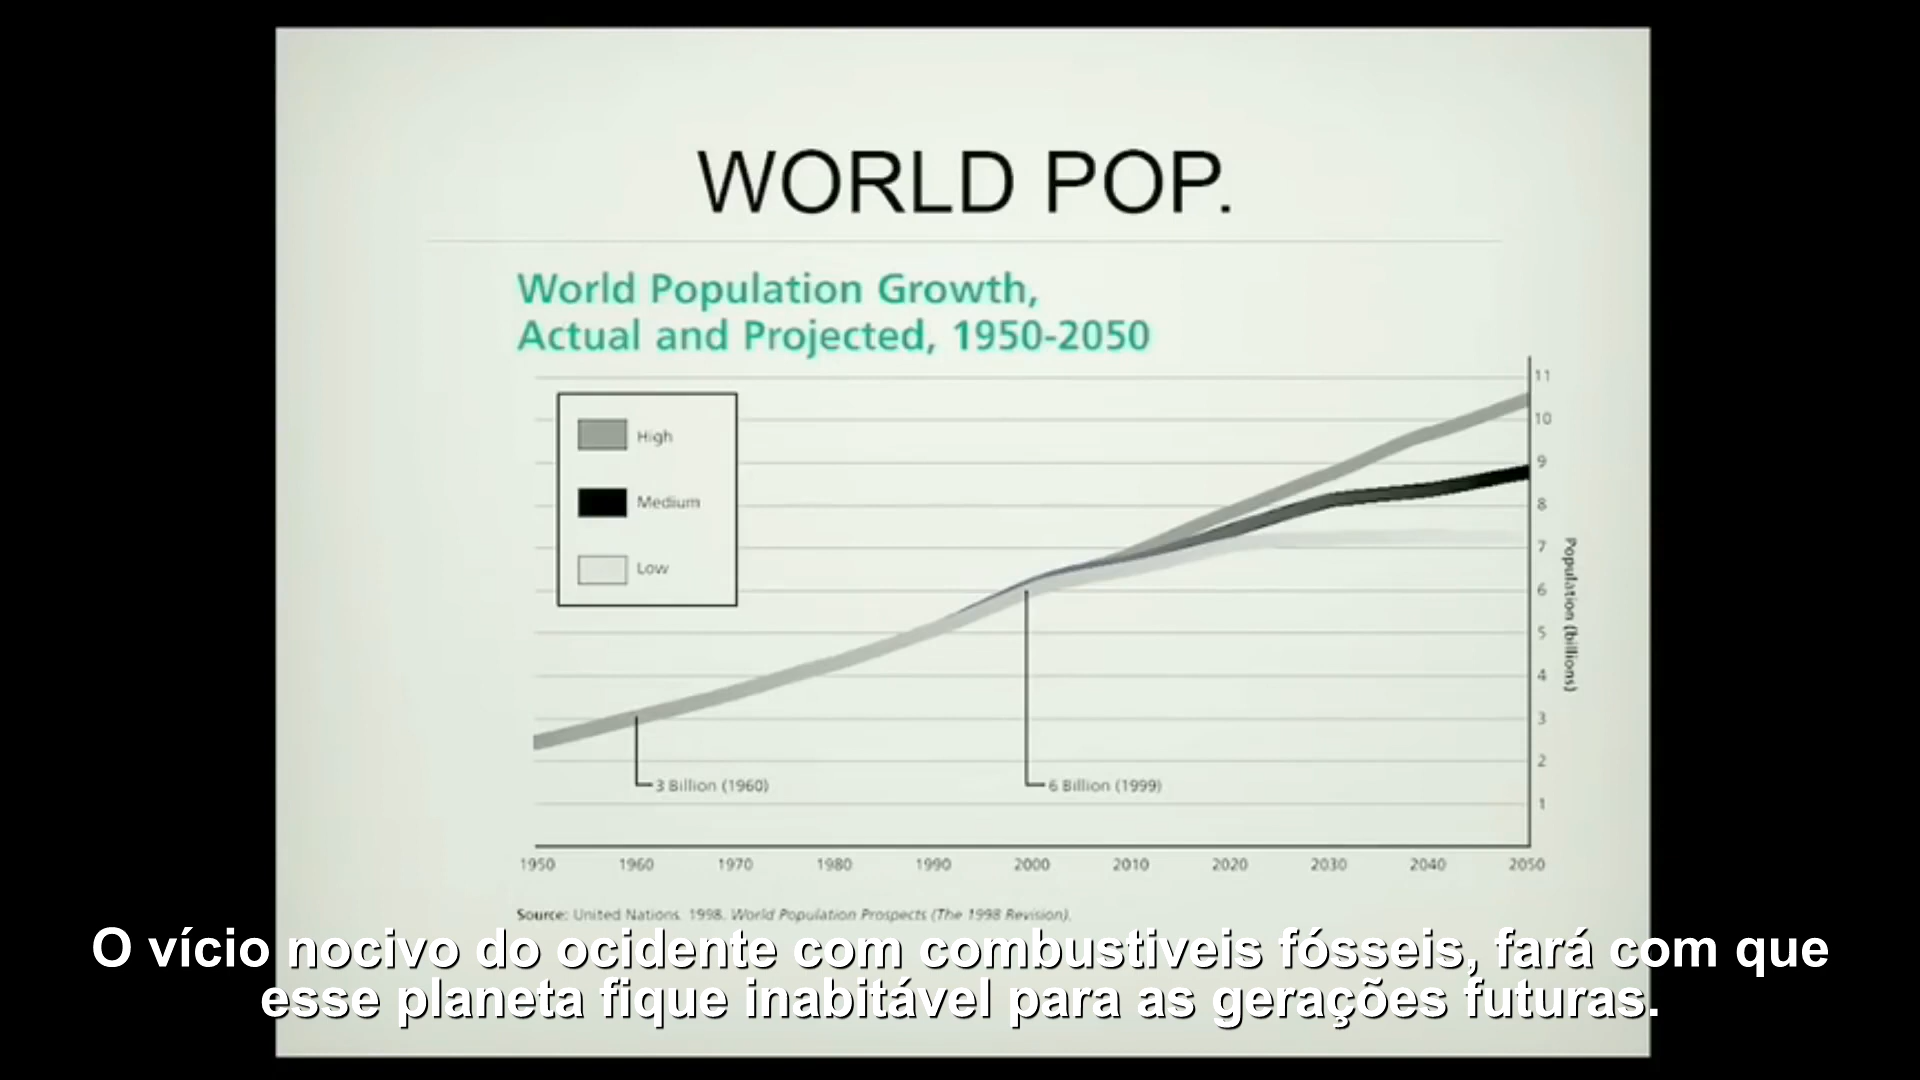 WORLD POP.
World Population Growth,
Actual and Projected, 1950-2050
High
Medium
Low
11
10
9
8
7
6
5
4
3
2
1
Population (billions)
3 Billion (1960)
6 Billion (1999)
1950 1960 1970 1980 1990 2000 2010 2020 2030 2040 2050
Source: United Nations. 1998. World Population Prospects (The 1998 Revision).
O vício nocivo do ocidente com combustiveis fósseis, fará com que
esse planeta fique inabitável para as gerações futuras.